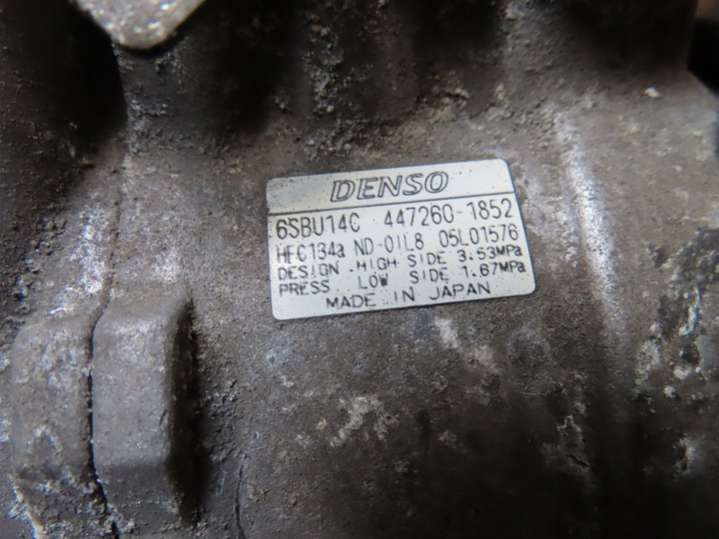 DENSO
6SBU14C 447260-1852
HFC134a ND-OIL8 05L01576
DESIGN HIGH SIDE 3.53MPa
PRESS. LOW SIDE 1.67MPa
MADE IN JAPAN